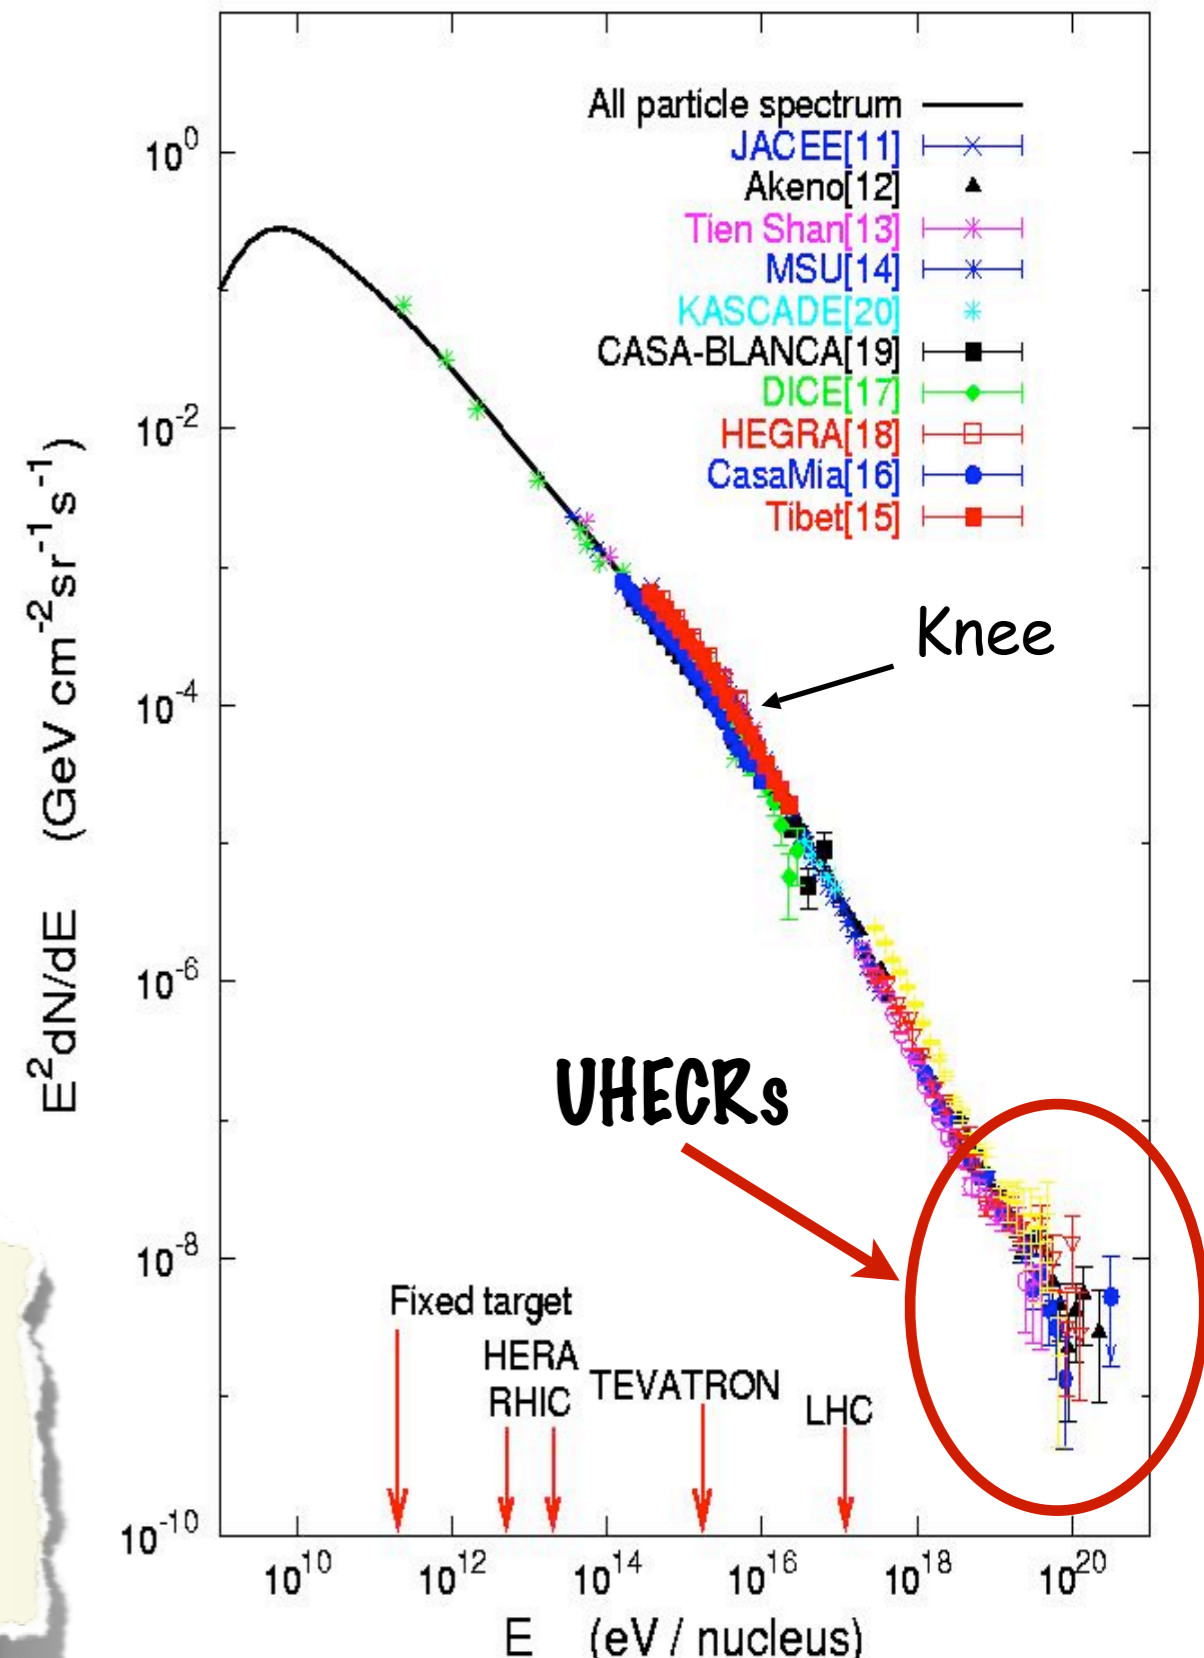 All particle spectrum
JACEE[11]
Akeno[12]
Tien Shan[13]
MSU[14]
KASCADE[20]
CASA-BLANCA[19]
DICE[17]
HEGRA[18]
CasaMia[16]
Tibet[15]
Knee
UHECRs
Fixed target
HERA
RHIC
TEVATRON
LHC
10^0
10^-2
10^-4
10^-6
10^-8
10^-10
E^2dN/dE (GeV cm^-2sr^-1s^-1)
10^10 10^12 10^14 10^16 10^18 10^20
E (eV / nucleus)